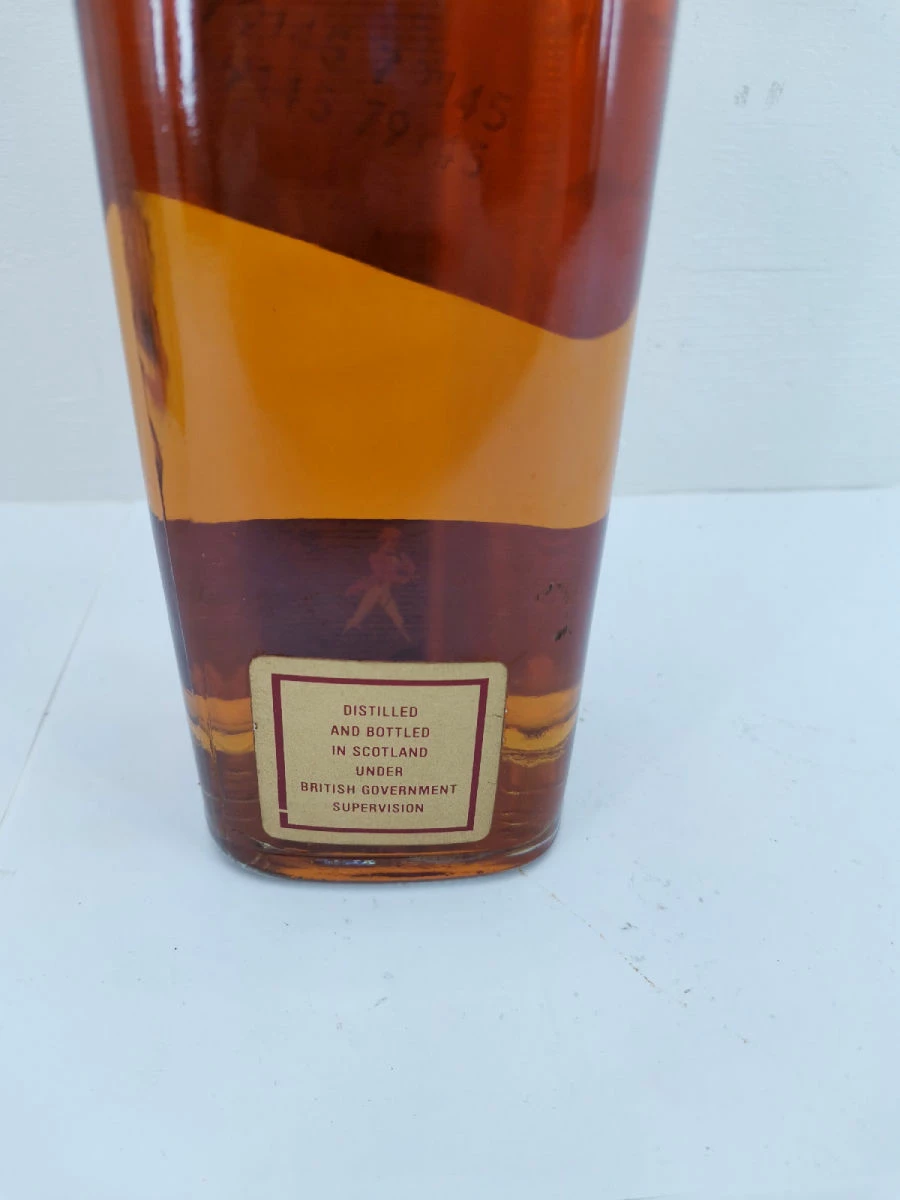 DISTILLED
AND BOTTLED
IN SCOTLAND
UNDER
BRITISH GOVERNMENT
SUPERVISION